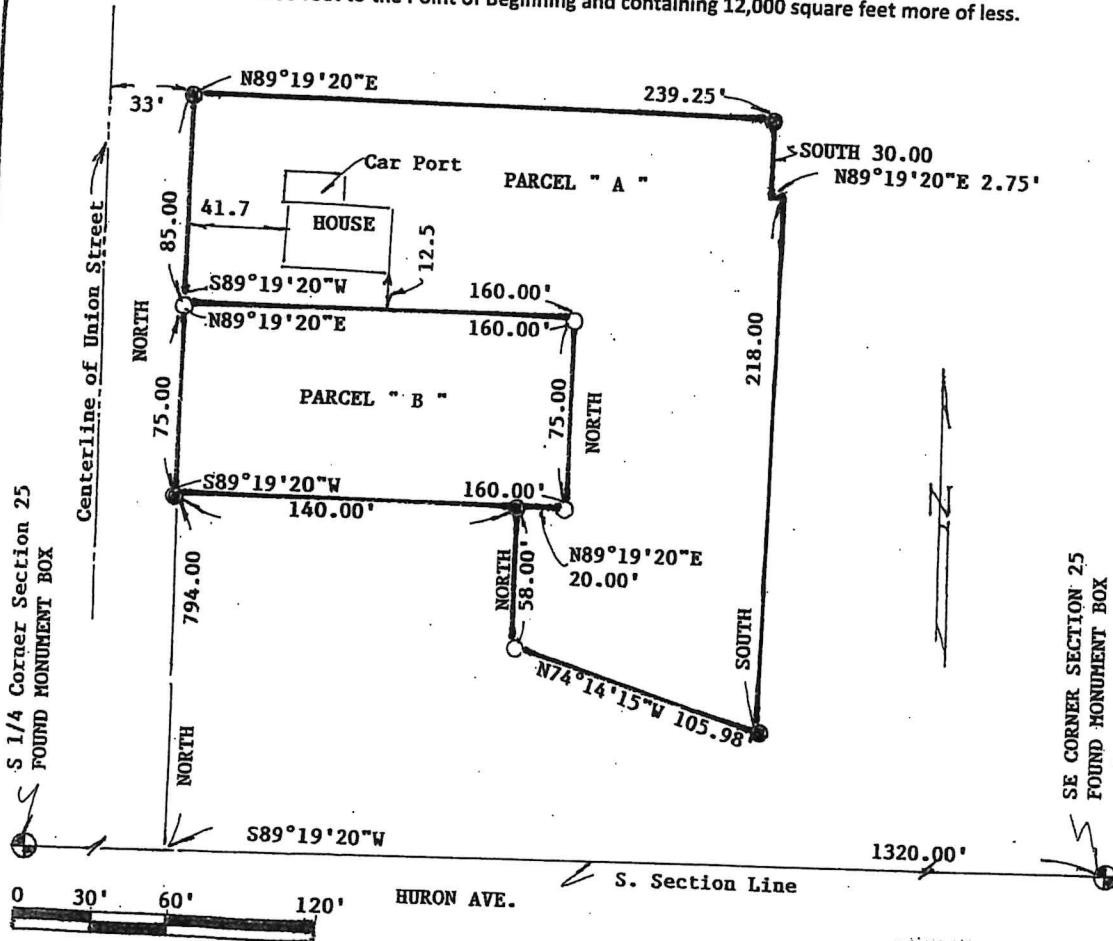 to the Point of Beginning and containing 12,000 square feet more of less.
N89°19'20"E
239.25'
33'
SOUTH 30.00
N89°19'20"E 2.75'
Car Port
PARCEL " A "
41.7
HOUSE
85.00
12.5
Centerline of Union Street
S89°19'20"W
160.00'
N89°19'20"E
160.00'
NORTH
218.00
75.00
PARCEL " B "
75.00
NORTH
N
S89°19'20"W
160.00'
140.00'
N89°19'20"E
20.00'
S 1/4 Corner Section 25
FOUND MONUMENT BOX
794.00
NORTH
58.00'
SOUTH
N74°14'15"W 105.98'
SE CORNER SECTION 25
FOUND MONUMENT BOX
NORTH
S89°19'20"W
1320.00'
S. Section Line
0 30' 60' 120'
HURON AVE.